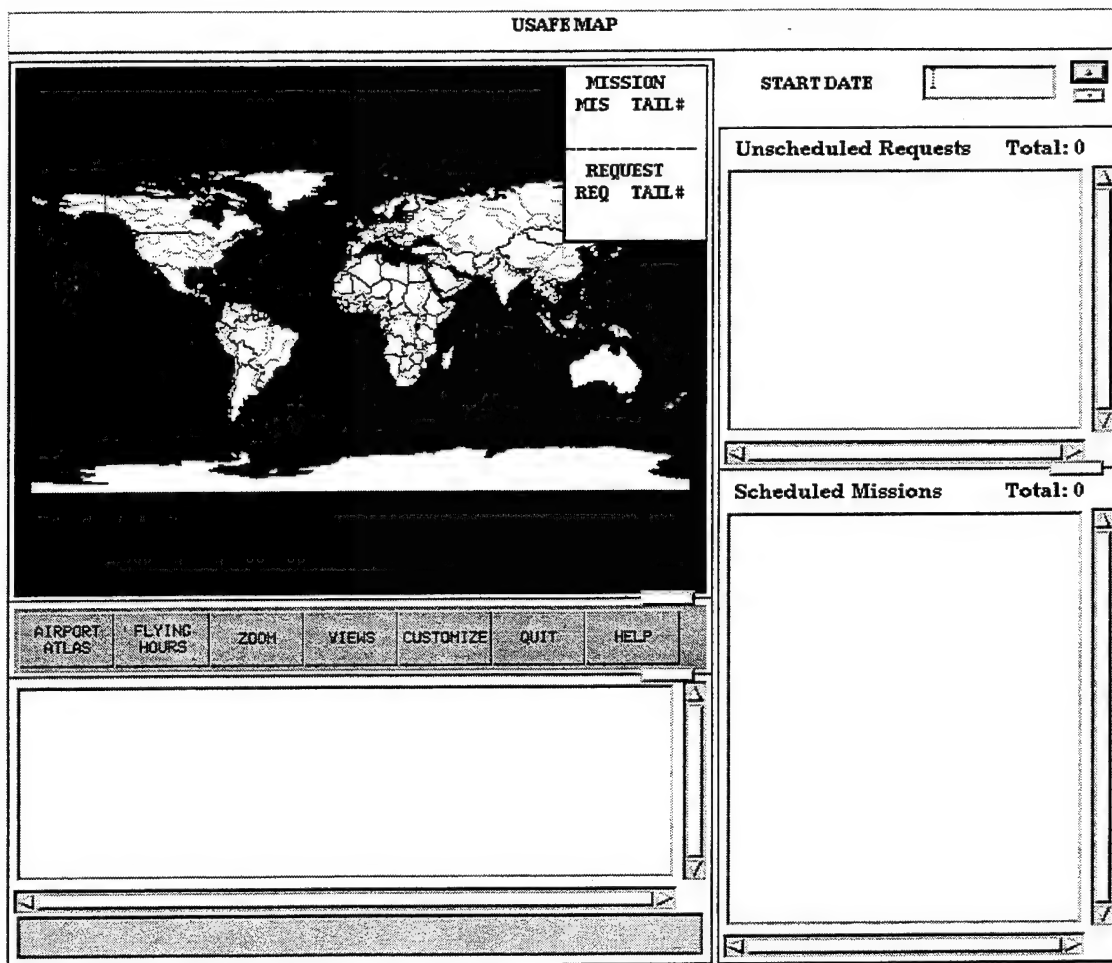 USAFE MAP
MISSION
MIS TAIL#
REQUEST
REQ TAIL#
START DATE
Unscheduled Requests Total: 0
Scheduled Missions Total: 0
AIRPORT
ATLAS
FLYING
HOURS
ZOOM
VIEWS
CUSTOMIZE
QUIT
HELP